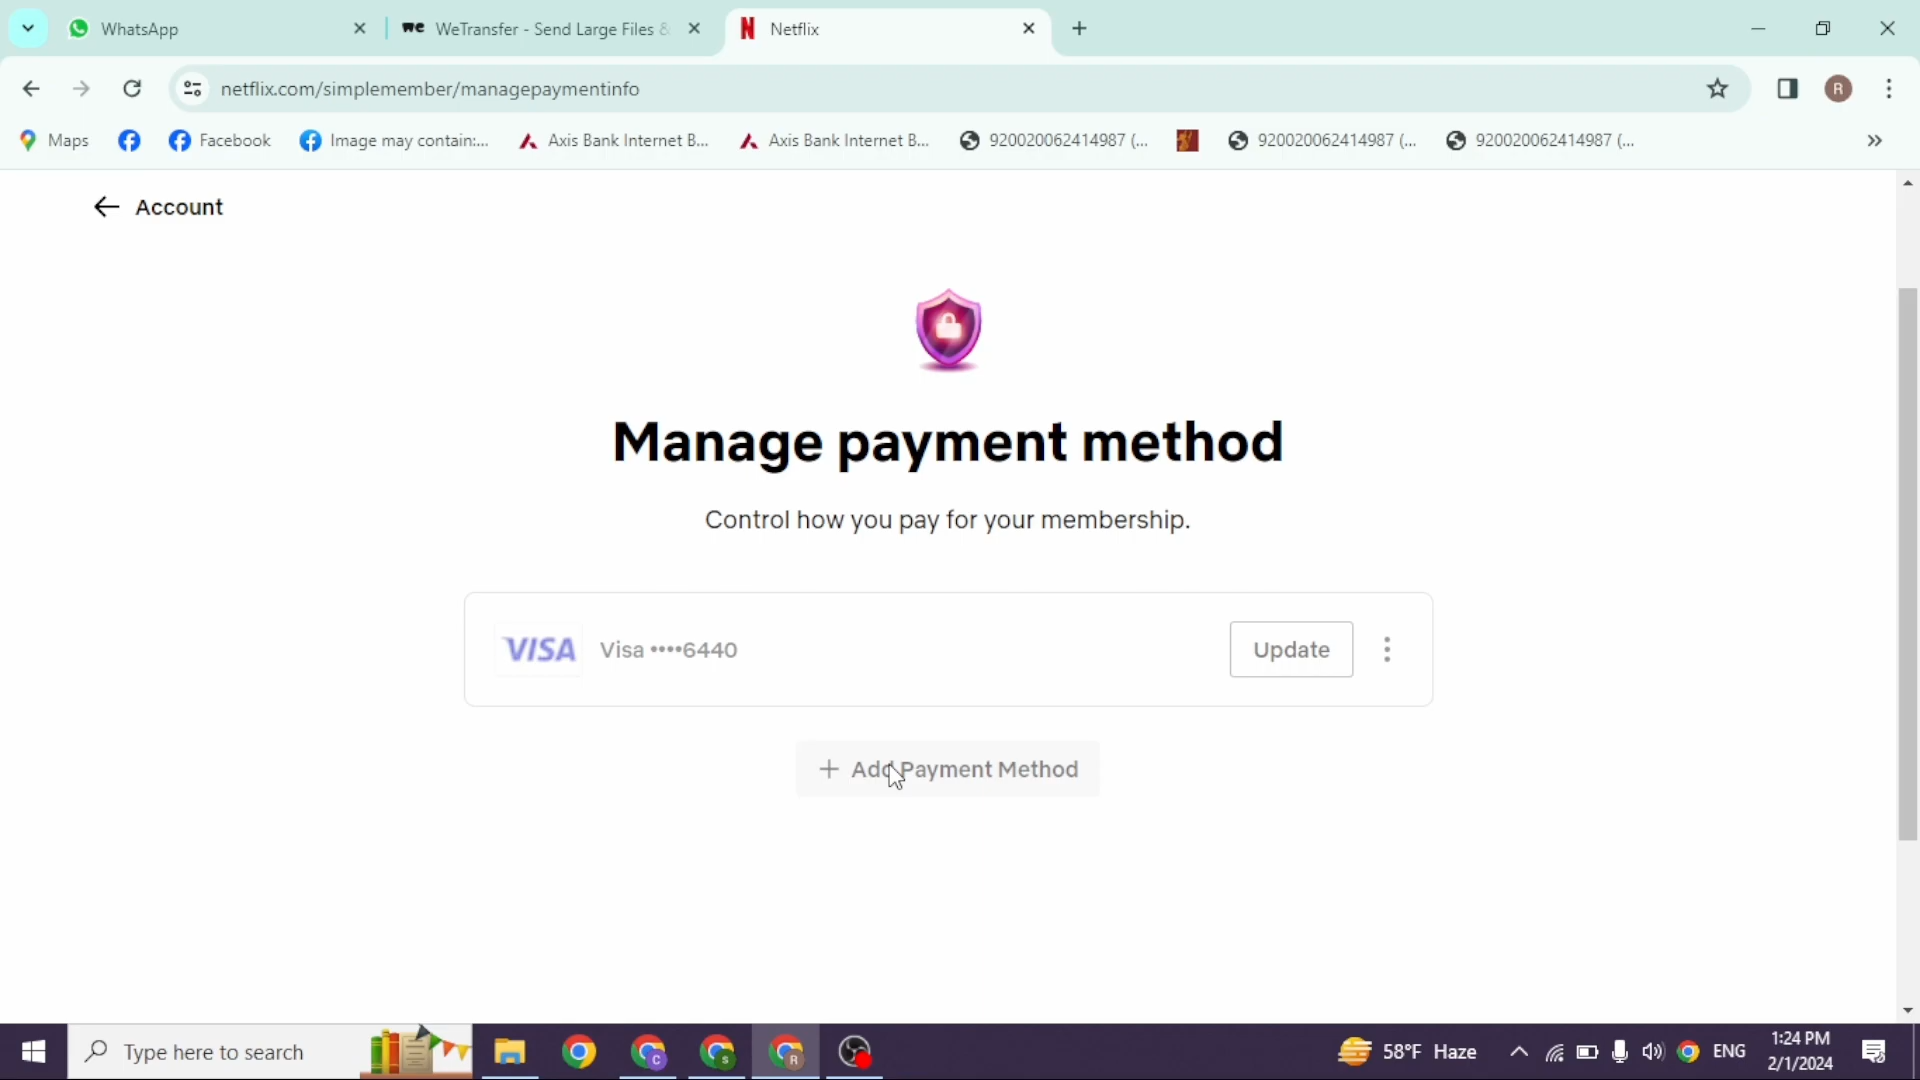 WhatsApp
we WeTransfer - Send Large Files &
N Netflix
netflix.com/simplemember/managepaymentinfo
R
Maps
Facebook
Image may contain:...
Axis Bank Internet B...
Axis Bank Internet B...
920020062414987 (...
920020062414987 (...
920020062414987 (...
Account
Manage payment method
Control how you pay for your membership.
VISA Visa ••••6440 Update
+ Add Payment Method
Type here to search
C
S
R
58°F Haze
ENG
1:24 PM
2/1/2024